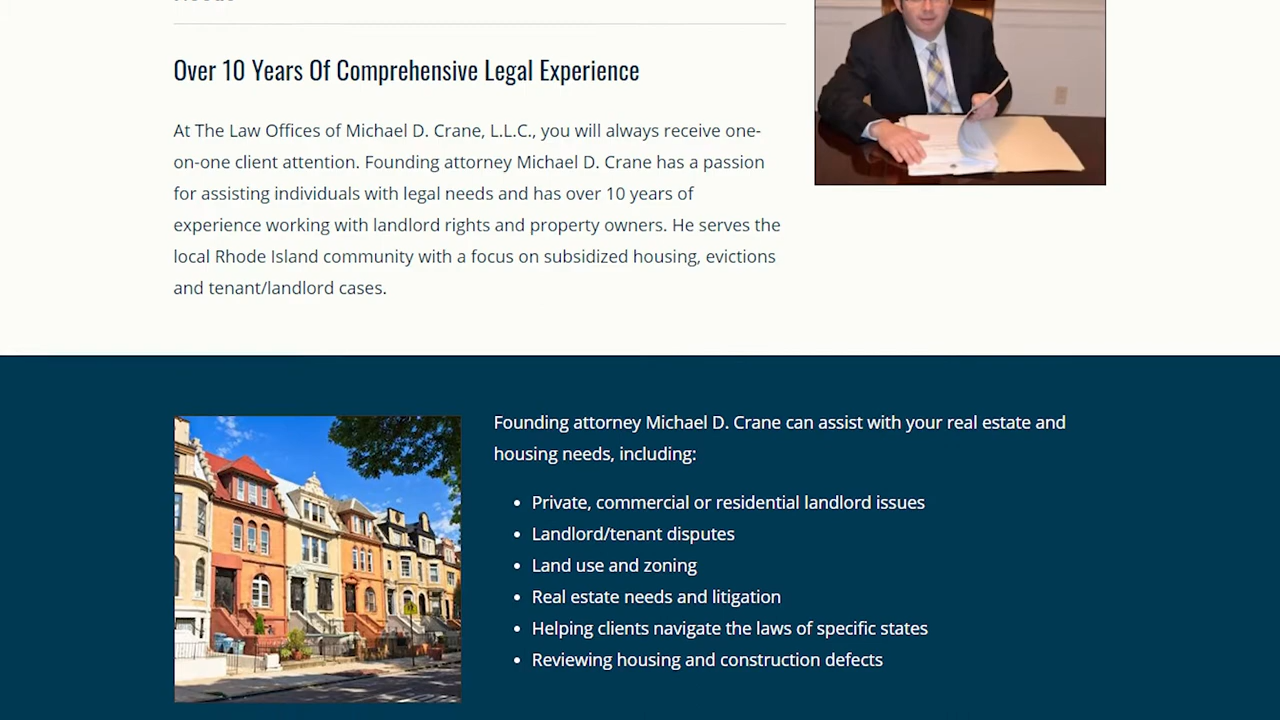 Over 10 Years Of Comprehensive Legal Experience
At The Law Offices of Michael D. Crane, L.L.C., you will always receive one-
on-one client attention. Founding attorney Michael D. Crane has a passion
for assisting individuals with legal needs and has over 10 years of
experience working with landlord rights and property owners. He serves the
local Rhode Island community with a focus on subsidized housing, evictions
and tenant/landlord cases.
Founding attorney Michael D. Crane can assist with your real estate and
housing needs, including:
• Private, commercial or residential landlord issues
• Landlord/tenant disputes
• Land use and zoning
• Real estate needs and litigation
• Helping clients navigate the laws of specific states
• Reviewing housing and construction defects